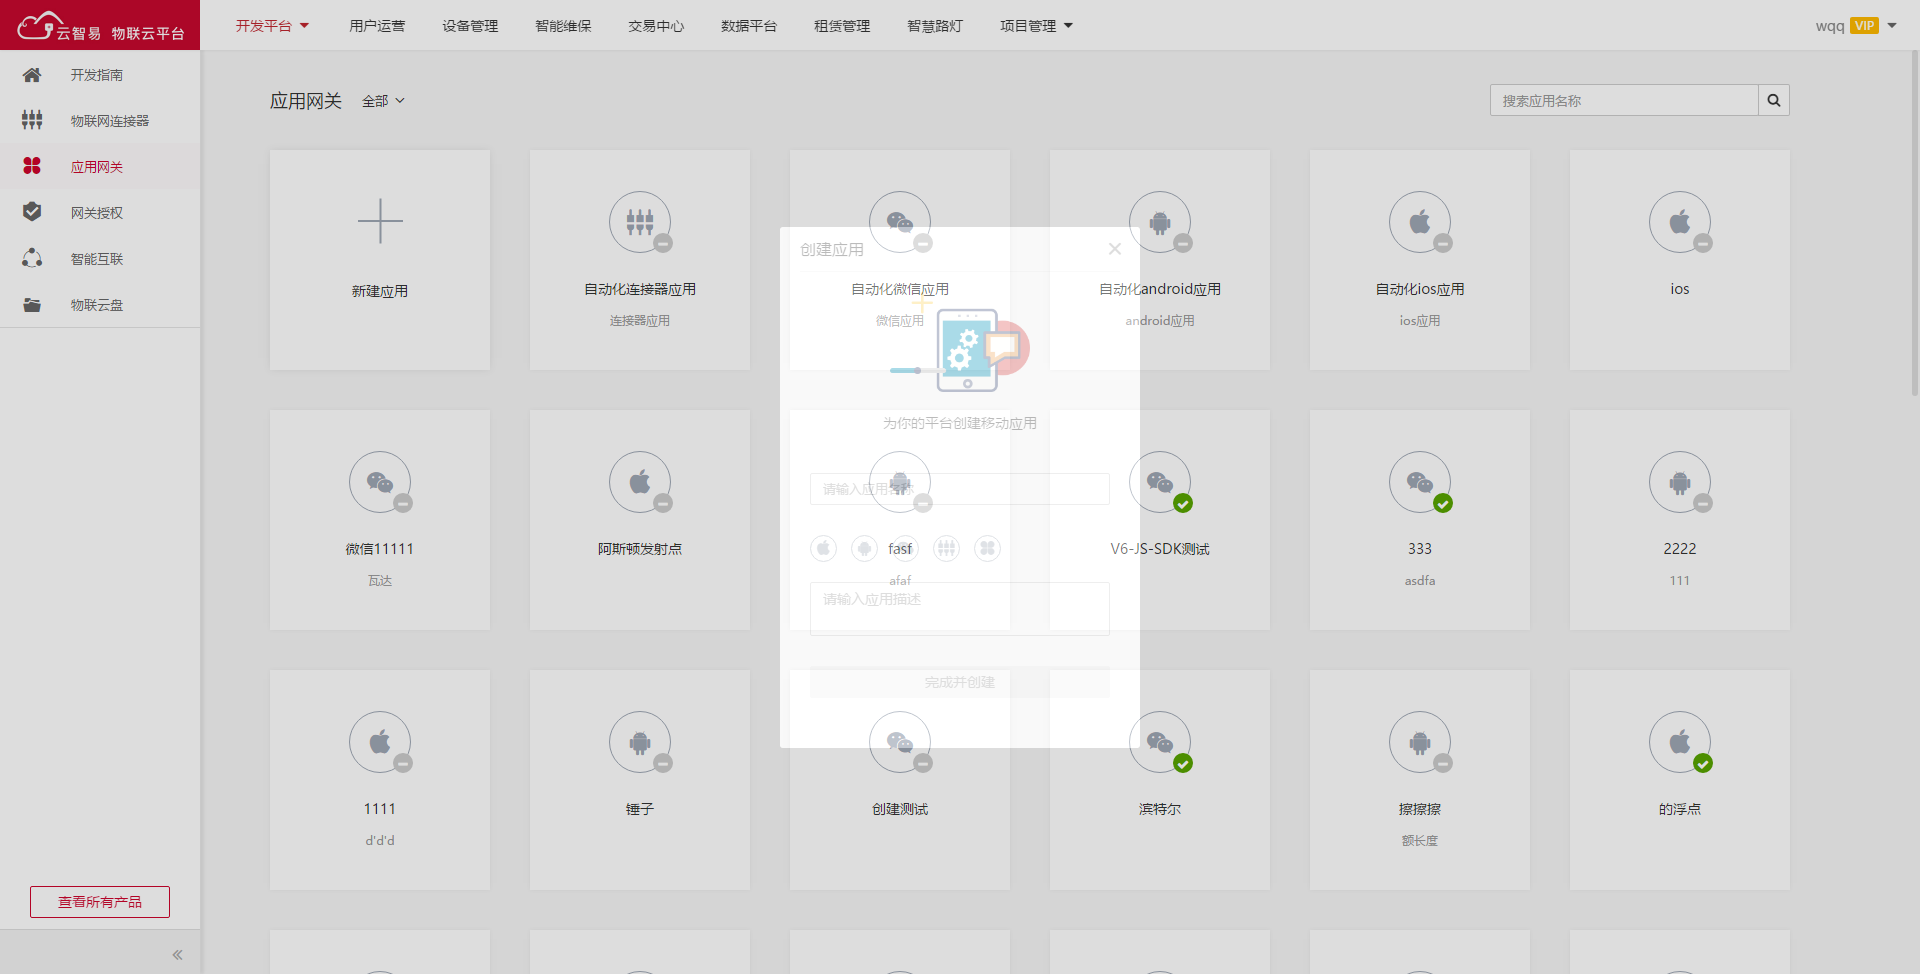 云智易 物联云平台
开发平台 用户运营 设备管理 智能维保 交易中心 数据平台 租赁管理 智慧路灯 项目管理
wqq VIP
开发指南
物联网连接器
应用网关
网关授权
智能互联
物联云盘
查看所有产品
应用网关 全部
搜索应用名称
新建应用
自动化连接器应用
连接器应用
自动化微信应用
微信应用
自动化android应用
android应用
自动化ios应用
ios应用
ios
微信11111
瓦达
阿斯顿发射点
fasf
afaf
V6-JS-SDK测试
333
asdfa
2222
111
1111
d'd'd
锤子
创建测试
滨特尔
擦擦擦
额长度
的浮点
创建应用
为你的平台创建移动应用
请输入应用名称
请输入应用描述
完成并创建